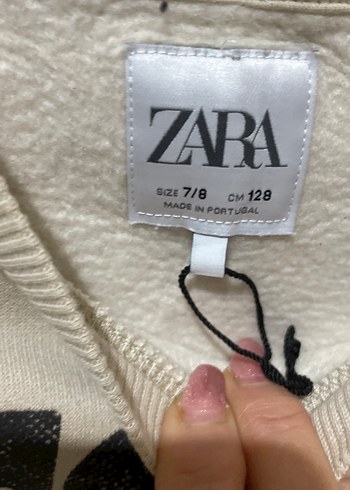 ZARA
SIZE 7/8 CM 128
MADE IN PORTUGAL